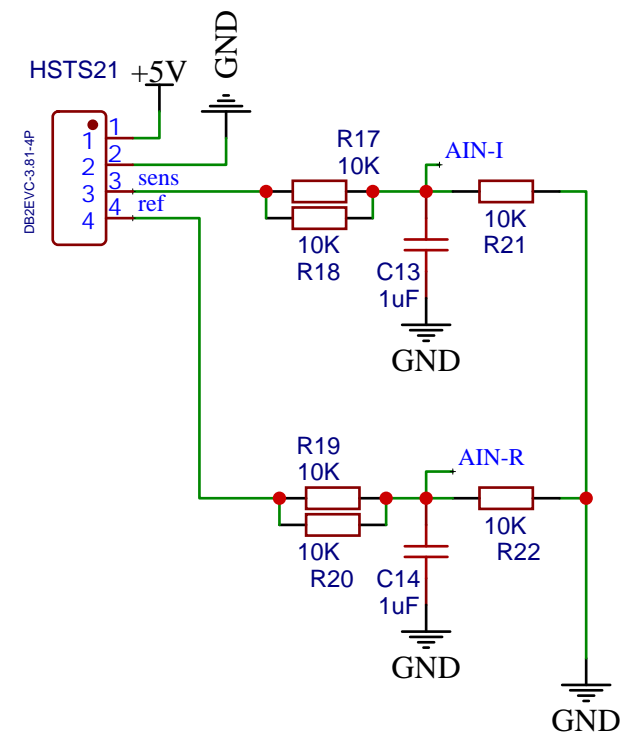 GND
HSTS21
+5V
DB2EVC-3.81-4P
1
1
2
2
3
3
4
4
sens
ref
R17
10K
AIN-I
10K
R18
10K
R21
C13
1uF
GND
R19
10K
AIN-R
10K
R20
10K
R22
C14
1uF
GND
GND